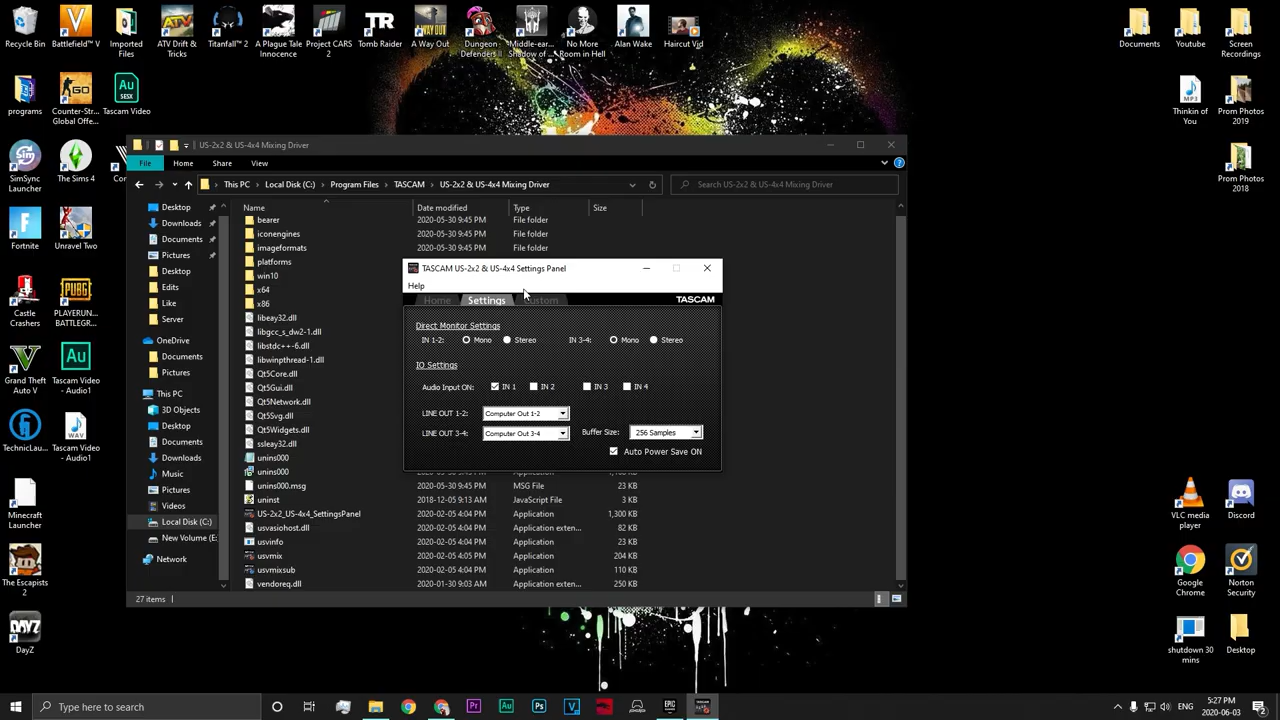 Recycle Bin
Battlefield™ V
Imported Files
ATV Drift & Tricks
Titanfall™ 2
A Plague Tale Innocence
Project CARS 2
Tomb Raider
A Way Out
Dungeon Defenders II
Middle-ear... Shadow of ...
No More Room in Hell
Alan Wake
Haircut Vid
Documents
Youtube
Screen Recordings
programs
Counter-Str... Global Offe...
Tascam Video
Thinkin of You
Prom Photos 2019
SimSync Launcher
The Sims 4
Prom Photos 2018
Fortnite
Unravel Two
Castle Crashers
PLAYERUN... BATTLEGR...
Grand Theft Auto V
Tascam Video - Audio1
TechnicLau...
Tascam Video - Audio1
Minecraft Launcher
The Escapists 2
DayZ
VLC media player
Discord
Google Chrome
Norton Security
shutdown 30 mins
Desktop
US-2x2 & US-4x4 Mixing Driver
File Home Share View
This PC Local Disk (C:) Program Files TASCAM US-2x2 & US-4x4 Mixing Driver
Search US-2x2 & US-4x4 Mixing Driver
Desktop
Downloads
Documents
Pictures
Desktop
Edits
Like
Server
OneDrive
Documents
Pictures
This PC
3D Objects
Desktop
Documents
Downloads
Music
Pictures
Videos
Local Disk (C:)
New Volume (E:
Network
Name Date modified Type Size
bearer 2020-05-30 9:45 PM File folder
iconengines 2020-05-30 9:45 PM File folder
imageformats 2020-05-30 9:45 PM File folder
platforms
win10
x64
x86
libeay32.dll
libgcc_s_dw2-1.dll
libstdc++-6.dll
libwinpthread-1.dll
Qt5Core.dll
Qt5Gui.dll
Qt5Network.dll
Qt5Svg.dll
Qt5Widgets.dll
ssleay32.dll
unins000
unins000
unins000.msg 2020-05-30 9:45 PM MSG File 23 KB
uninst 2018-12-05 9:13 AM JavaScript File 3 KB
US-2x2_US-4x4_SettingsPanel 2020-02-05 4:04 PM Application 1,300 KB
usvasiohost.dll 2020-02-05 4:04 PM Application exten... 82 KB
usvinfo 2020-02-05 4:04 PM Application 23 KB
usvmix 2020-02-05 4:04 PM Application 204 KB
usvmixsub 2020-02-05 4:04 PM Application 110 KB
vendoreq.dll 2020-01-30 9:03 AM Application exten... 250 KB
27 items
TASCAM US-2x2 & US-4x4 Settings Panel
Help
Home Settings Custom TASCAM
Direct Monitor Settings
IN 1-2: Mono Stereo IN 3-4: Mono Stereo
IO Settings
Audio Input ON: IN 1 IN 2 IN 3 IN 4
LINE OUT 1-2: Computer Out 1-2
LINE OUT 3-4: Computer Out 3-4 Buffer Size: 256 Samples
Auto Power Save ON
Type here to search
ENG
5:27 PM
2020-06-03